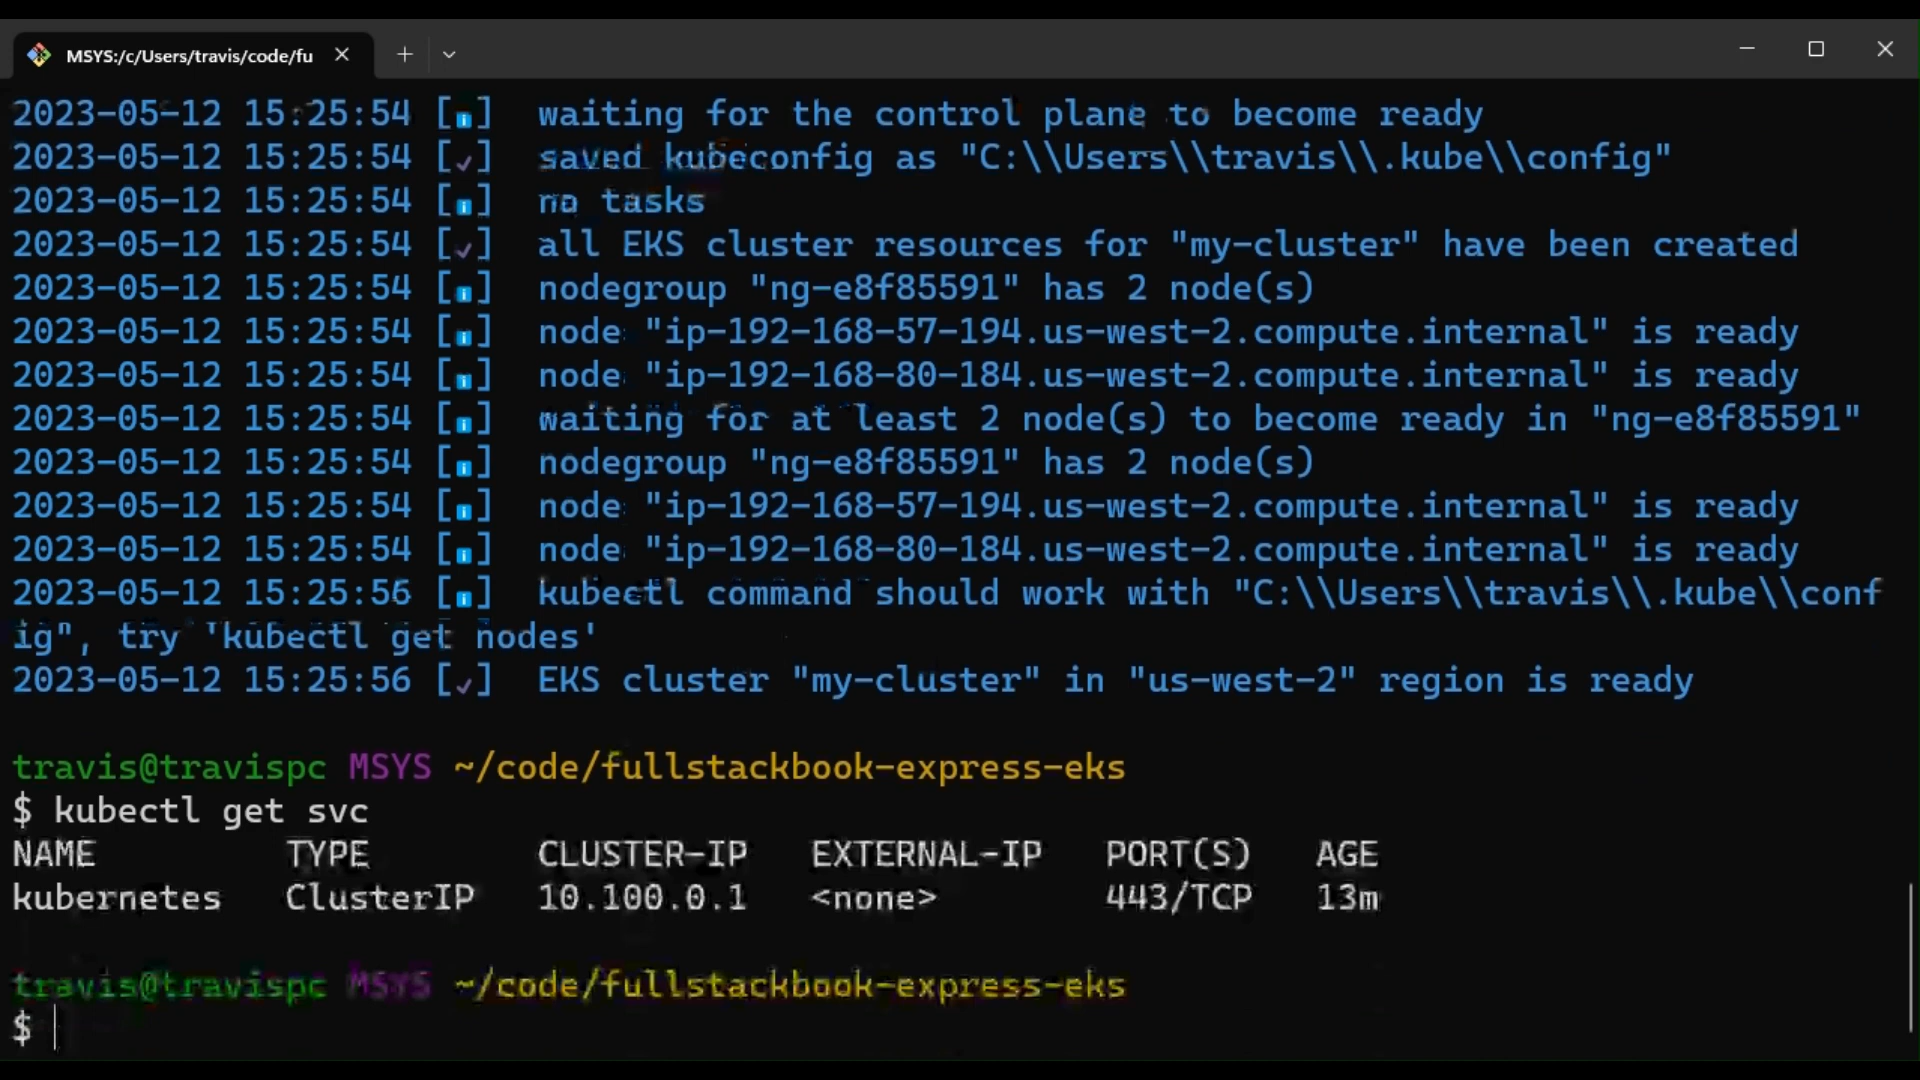 MSYS:/c/Users/travis/code/fu
2023-05-12 15:25:54 [i]  waiting for the control plane to become ready
2023-05-12 15:25:54 [✓]  saved kubeconfig as "C:\\Users\\travis\\.kube\\config"
2023-05-12 15:25:54 [i]  no tasks
2023-05-12 15:25:54 [✓]  all EKS cluster resources for "my-cluster" have been created
2023-05-12 15:25:54 [i]  nodegroup "ng-e8f85591" has 2 node(s)
2023-05-12 15:25:54 [i]  node "ip-192-168-57-194.us-west-2.compute.internal" is ready
2023-05-12 15:25:54 [i]  node "ip-192-168-80-184.us-west-2.compute.internal" is ready
2023-05-12 15:25:54 [i]  waiting for at least 2 node(s) to become ready in "ng-e8f85591"
2023-05-12 15:25:54 [i]  nodegroup "ng-e8f85591" has 2 node(s)
2023-05-12 15:25:54 [i]  node "ip-192-168-57-194.us-west-2.compute.internal" is ready
2023-05-12 15:25:54 [i]  node "ip-192-168-80-184.us-west-2.compute.internal" is ready
2023-05-12 15:25:56 [i]  kubectl command should work with "C:\\Users\\travis\\.kube\\conf
ig", try 'kubectl get nodes'
2023-05-12 15:25:56 [✓]  EKS cluster "my-cluster" in "us-west-2" region is ready
travis@travispc MSYS ~/code/fullstackbook-express-eks
$ kubectl get svc
NAME         TYPE        CLUSTER-IP   EXTERNAL-IP   PORT(S)   AGE
kubernetes   ClusterIP   10.100.0.1   <none>        443/TCP   13m
travis@travispc MSYS ~/code/fullstackbook-express-eks
$